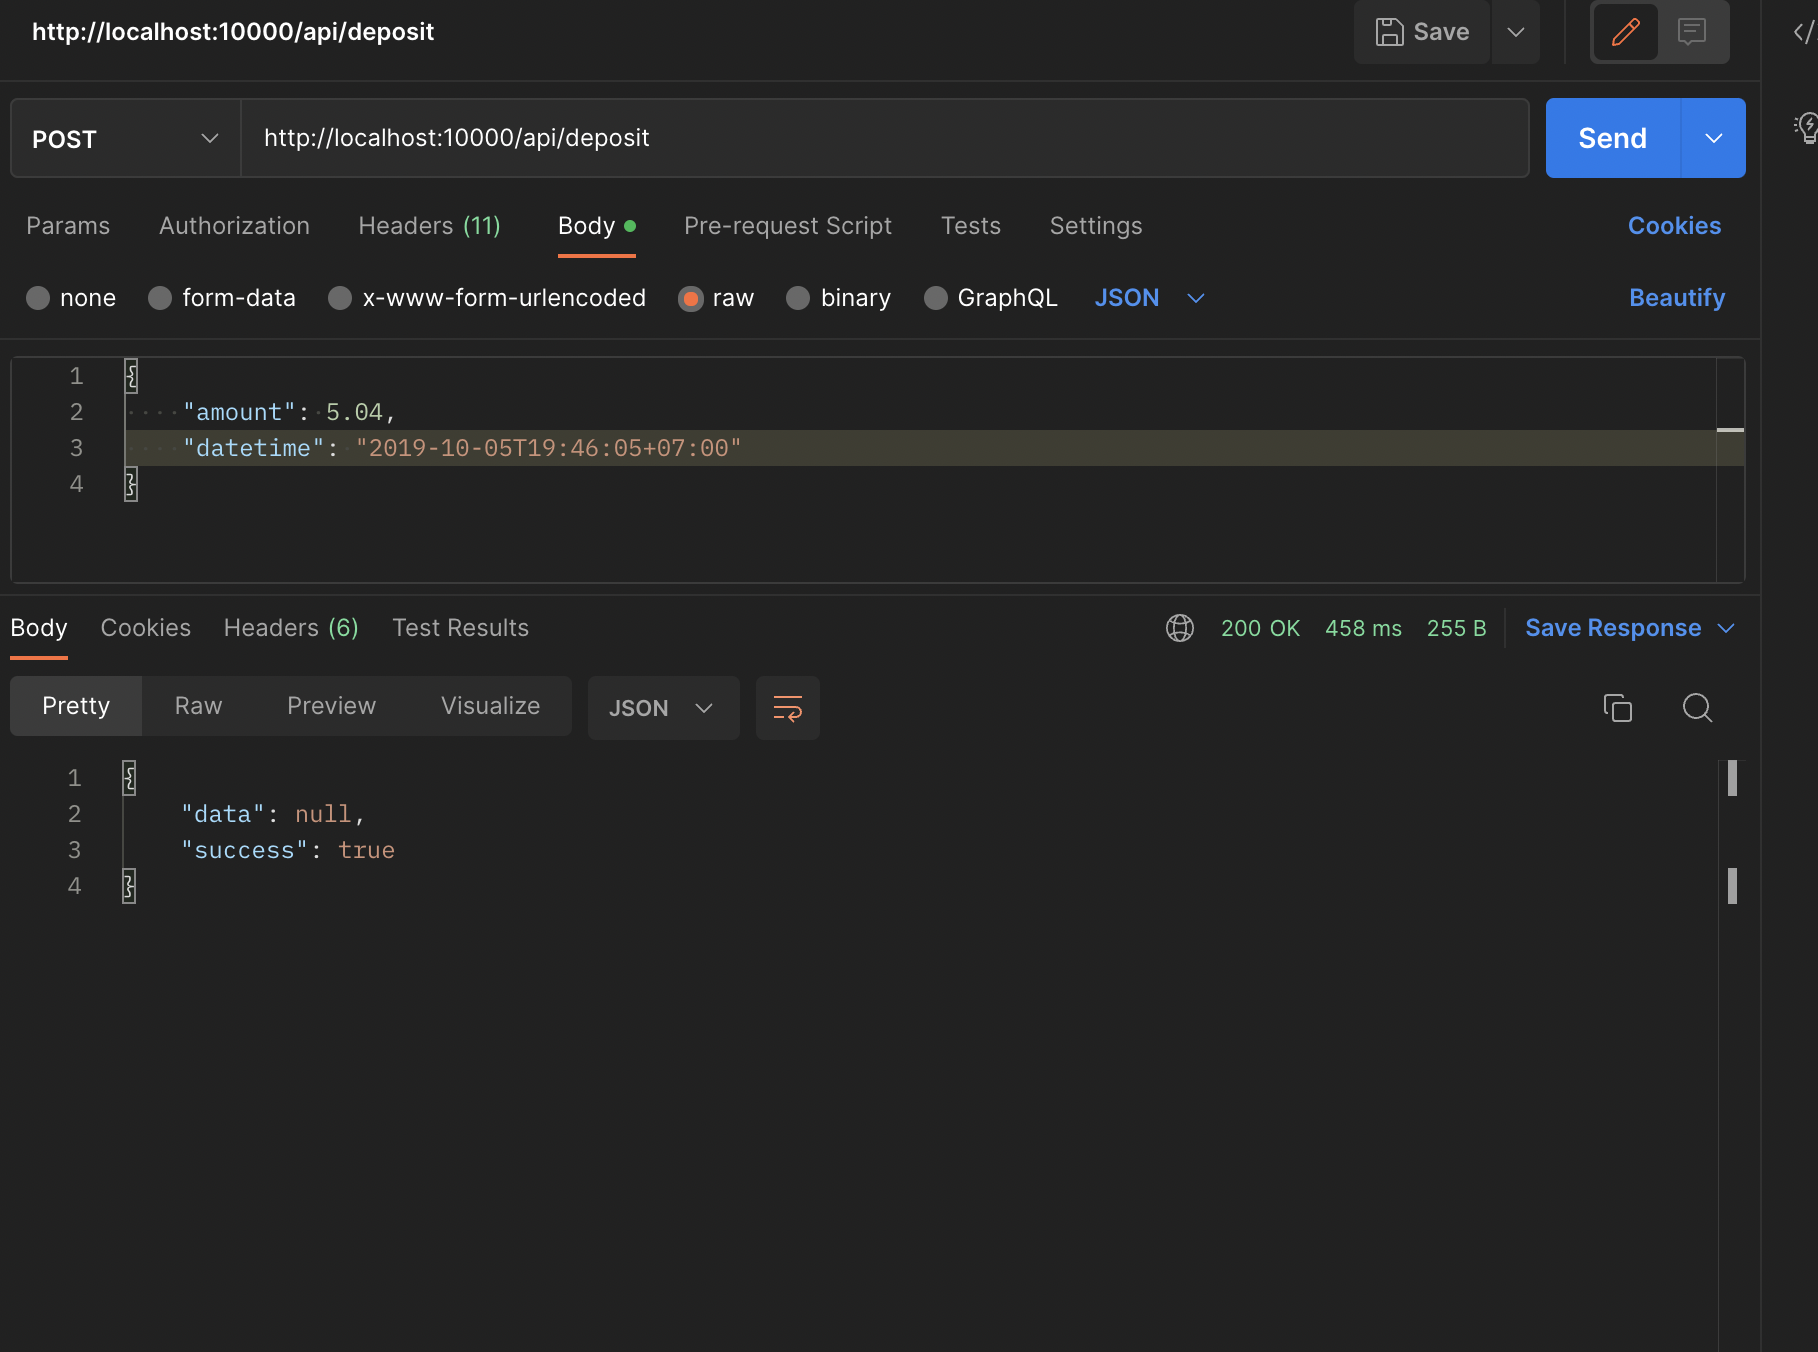 http://localhost:10000/api/deposit
Save
POST
http://localhost:10000/api/deposit
Send
Params Authorization Headers (11) Body Pre-request Script Tests Settings Cookies
none form-data x-www-form-urlencoded raw binary GraphQL JSON Beautify
1 {
2 "amount": 5.04,
3 "datetime": "2019-10-05T19:46:05+07:00"
4 }
Body Cookies Headers (6) Test Results 200 OK 458 ms 255 B Save Response
Pretty Raw Preview Visualize JSON
1 {
2 "data": null,
3 "success": true
4 }